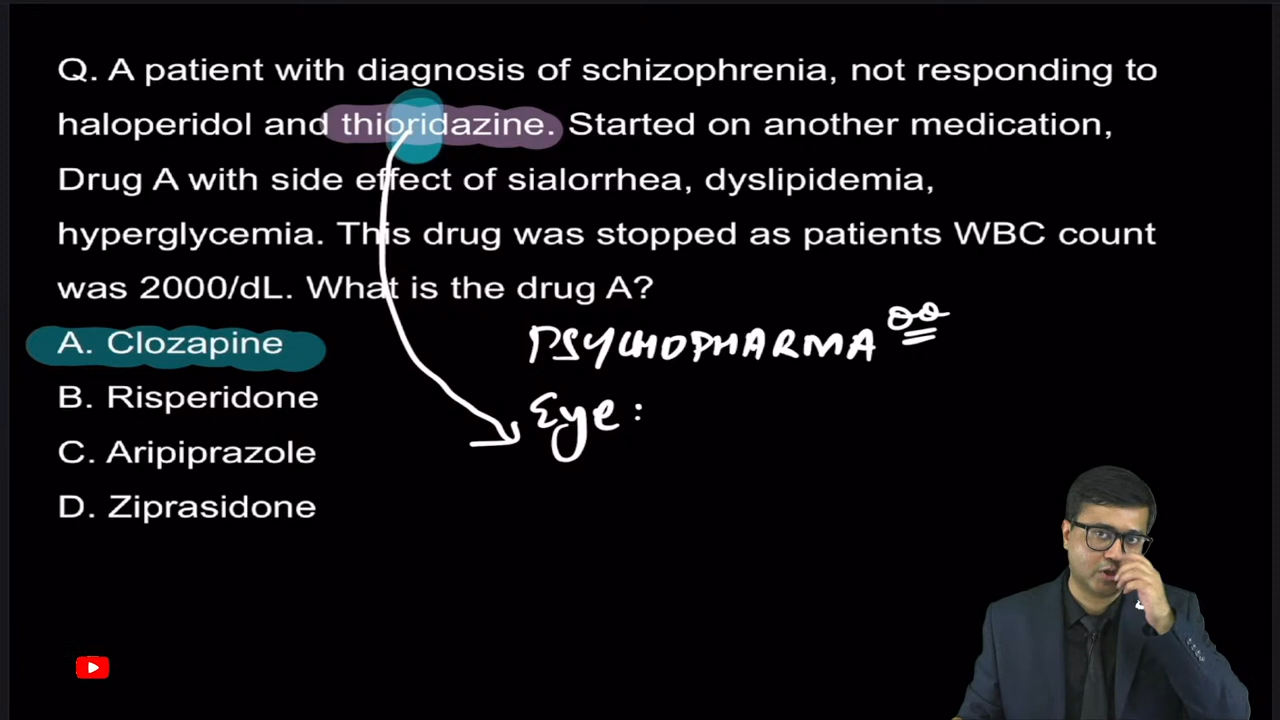 Q. A patient with diagnosis of schizophrenia, not responding to
haloperidol and thioridazine. Started on another medication,
Drug A with side effect of sialorrhea, dyslipidemia,
hyperglycemia. This drug was stopped as patients WBC count
was 2000/dL. What is the drug A?
A. Clozapine
B. Risperidone
C. Aripiprazole
D. Ziprasidone
PSYCHOPHARMA
Eye :